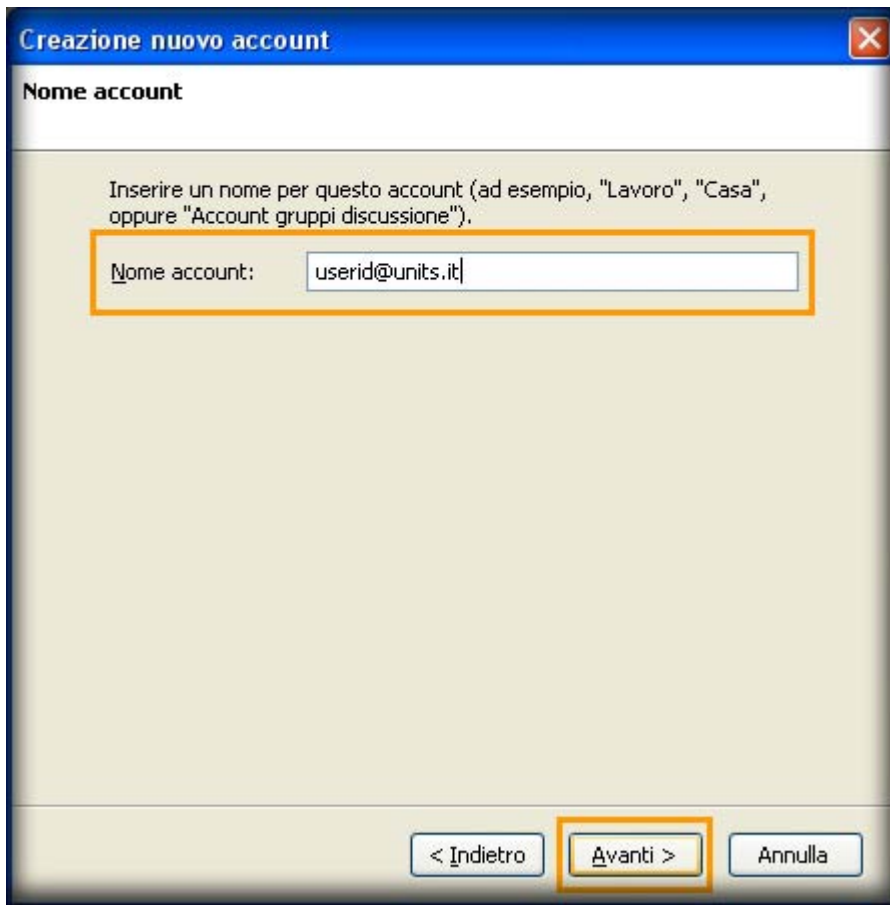 Creazione nuovo account
Nome account
Inserire un nome per questo account (ad esempio, "Lavoro", "Casa",
oppure "Account gruppi discussione").
Nome account: userid@units.it
< Indietro Avanti > Annulla